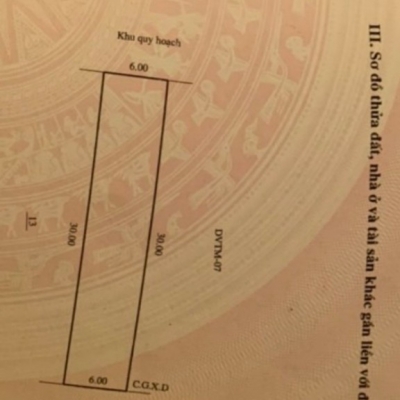 III. Sơ đồ thửa đất, nhà ở và tài sản khác gắn liền với đ
Khu quy hoạch
6.00
30.00
30.00
13
DVTM-07
6.00
C.G.X.D